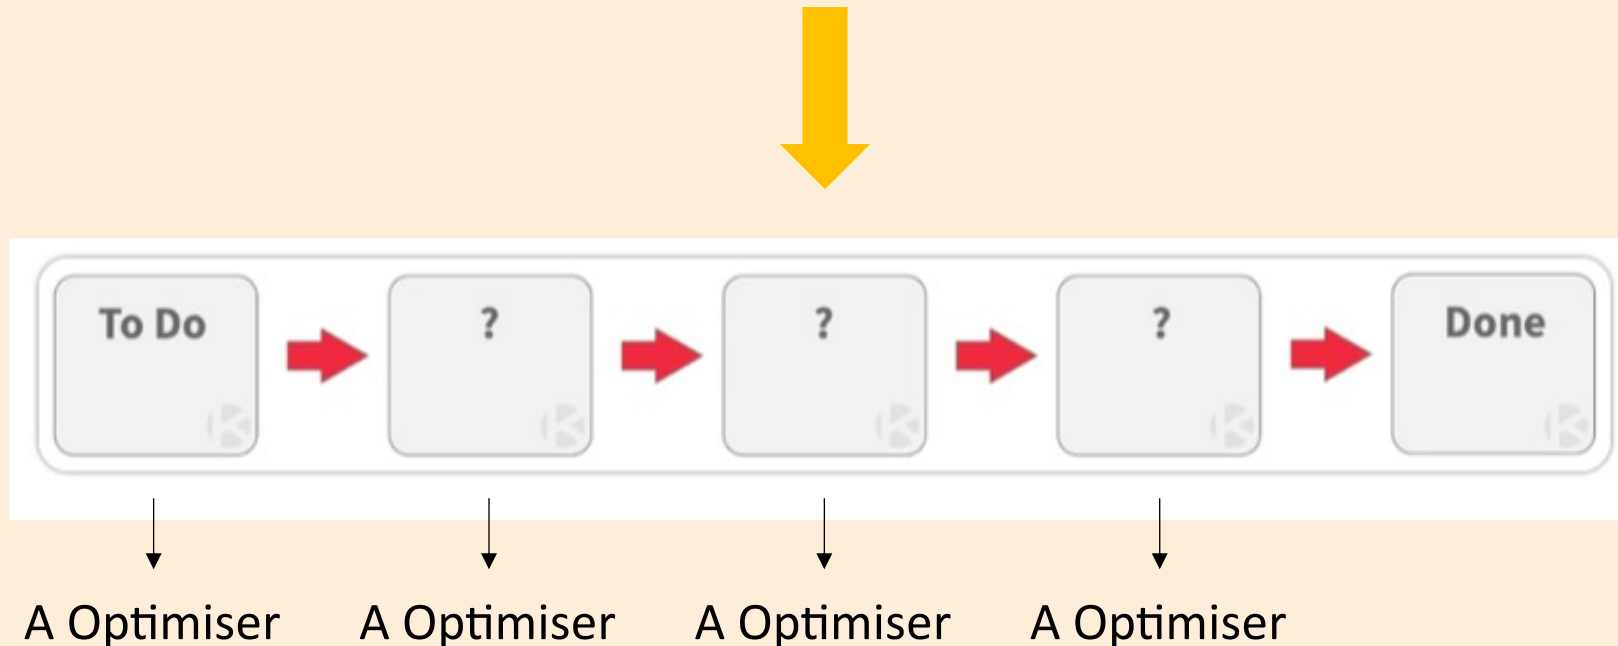 To Do ? ? ? Done
A Optimiser A Optimiser A Optimiser A Optimiser